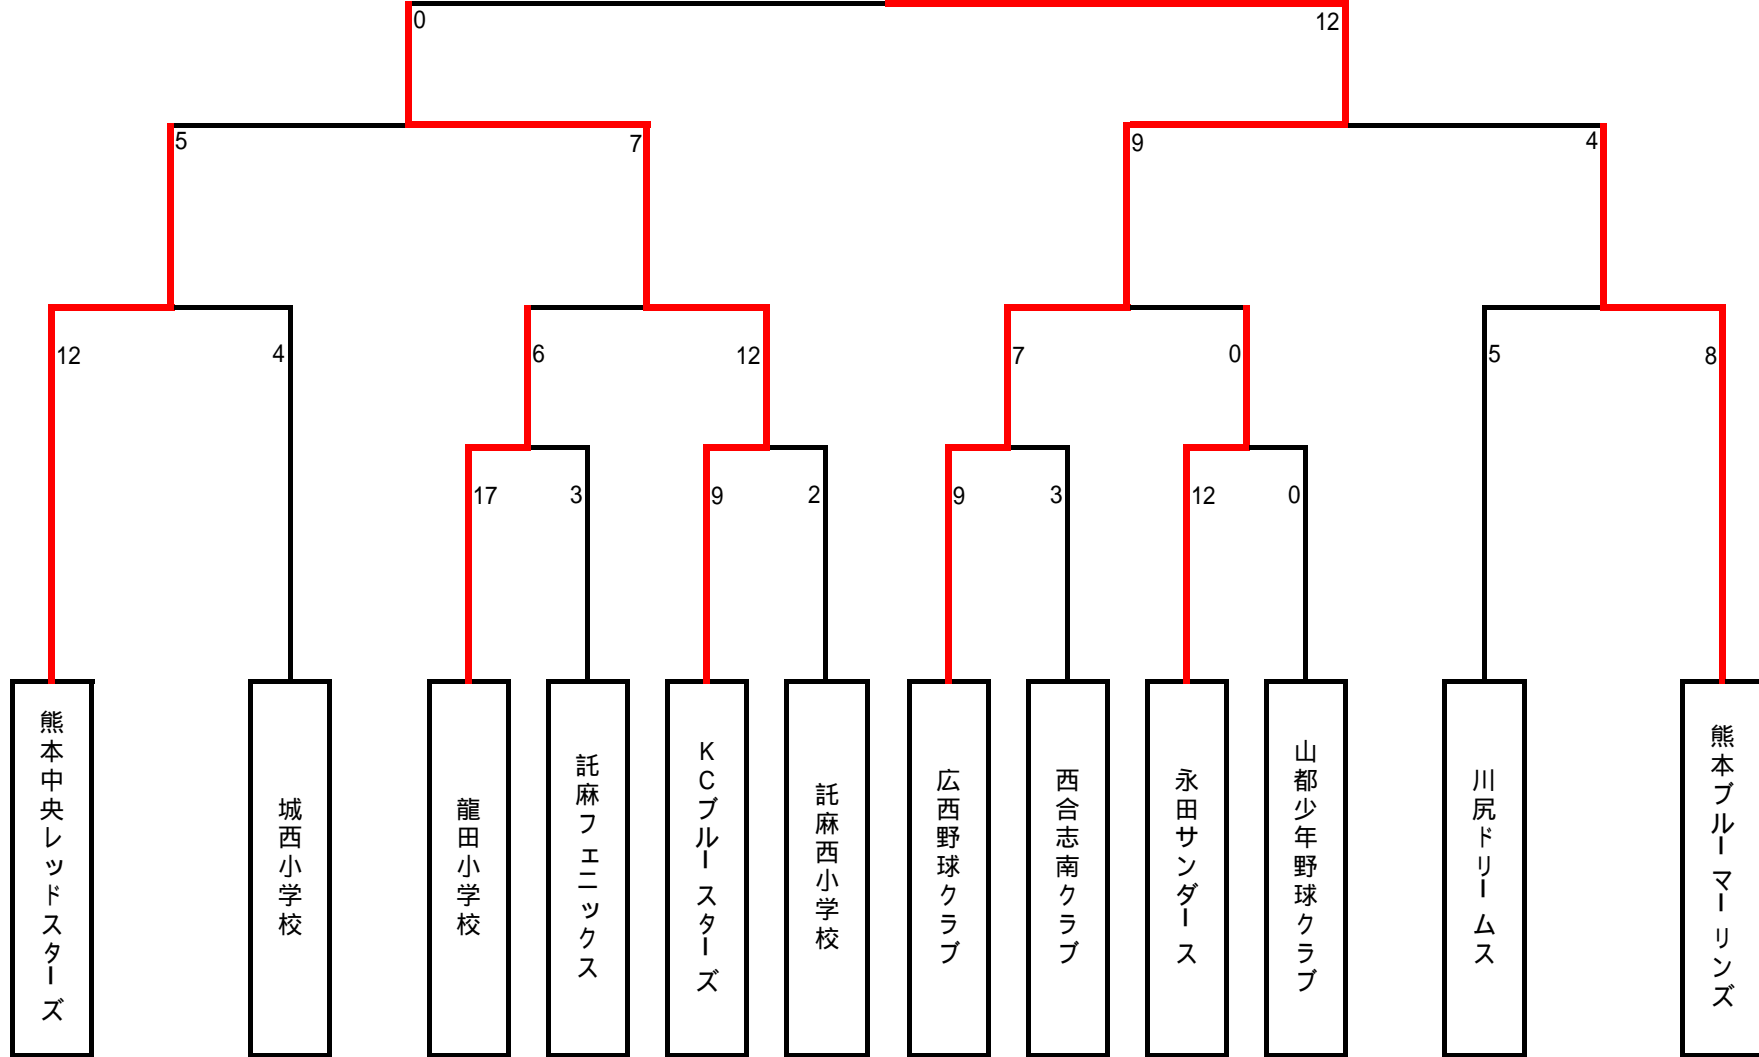 0
12
5
7
9
4
12
4
6
12
7
0
5
8
17
3
9
2
9
3
12
0
熊本中央レッドスターズ
城西小学校
龍田小学校
託麻フェニックス
KCブルースターズ
託麻西小学校
広西野球クラブ
西合志南クラブ
永田サンダース
山都少年野球クラブ
川尻ドリームス
熊本ブルーマーリンズ